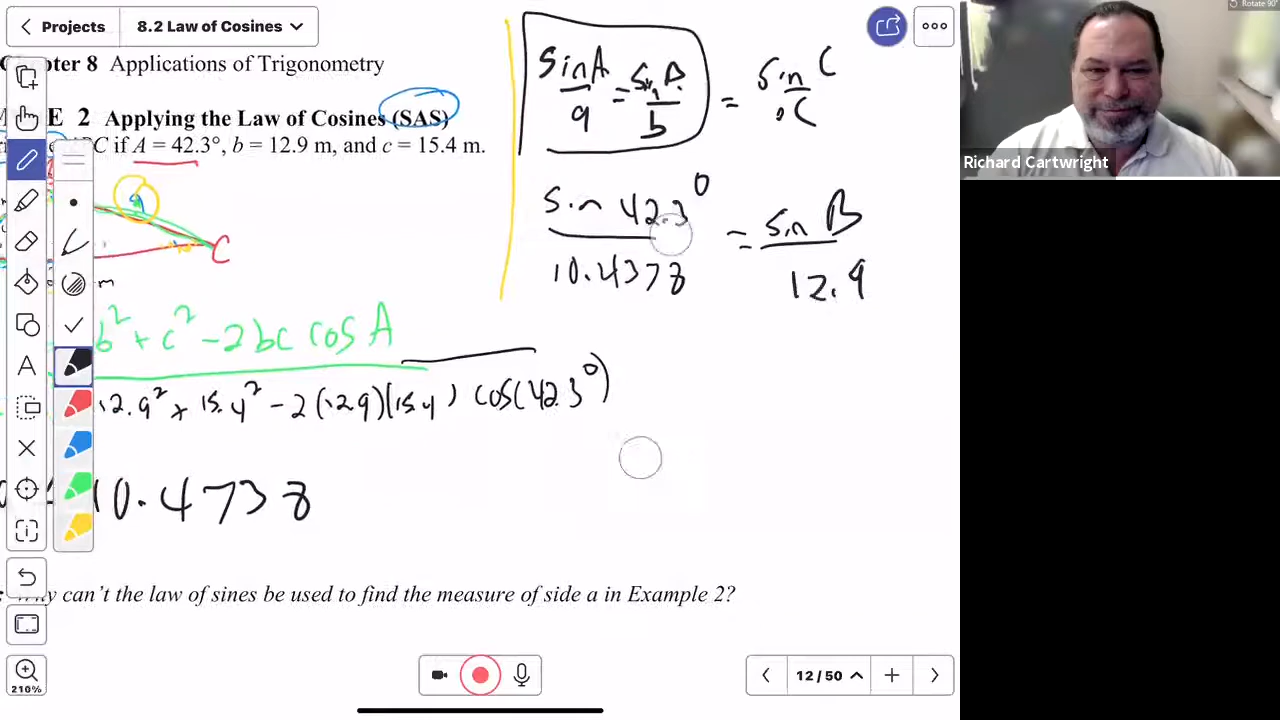 Projects
8.2 Law of Cosines
Rotate 90°
oter 8 Applications of Trigonometry
E 2 Applying the Law of Cosines (SAS)
BC if A = 42.3°, b = 12.9 m, and c = 15.4 m.
a
C
m
sin A / a = sin B / b = sin C / c
sin 42.3° / 10.4378 = sin B / 12.9
b² + c² - 2bc cos A
12.9² + 15.4² - 2(12.9)(15.4) cos(42.3°)
10.4738
: Why can't the law of sines be used to find the measure of side a in Example 2?
A
210%
12/50
Richard Cartwright